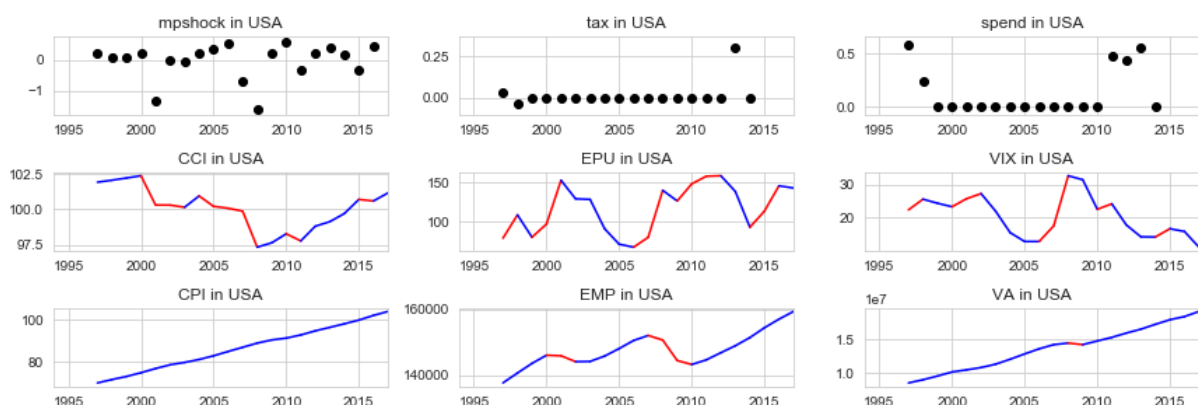 mpshock in USA
0
−1
1995 2000 2005 2010 2015
tax in USA
0.25
0.00
1995 2000 2005 2010 2015
spend in USA
0.5
0.0
1995 2000 2005 2010 2015
CCI in USA
102.5
100.0
97.5
1995 2000 2005 2010 2015
EPU in USA
150
100
1995 2000 2005 2010 2015
VIX in USA
30
20
1995 2000 2005 2010 2015
CPI in USA
100
80
1995 2000 2005 2010 2015
EMP in USA
160000
140000
1995 2000 2005 2010 2015
VA in USA
1e7
1.5
1.0
1995 2000 2005 2010 2015